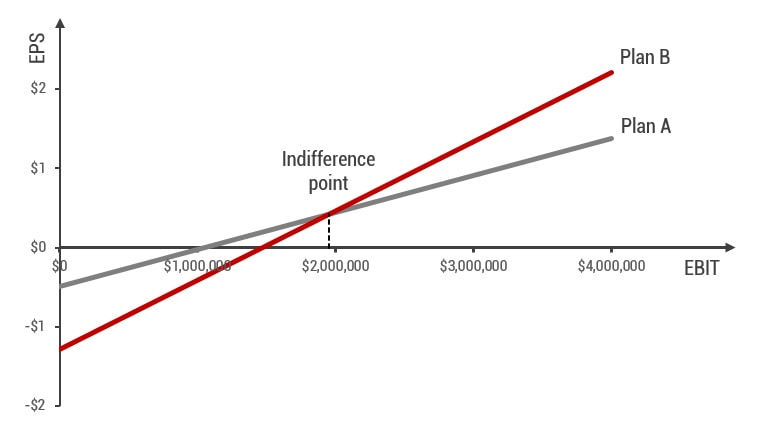 EPS
Plan B
$2
Plan A
Indifference
point
$1
$0
$0
$1,000,000
$2,000,000
$3,000,000
$4,000,000
EBIT
-$1
-$2